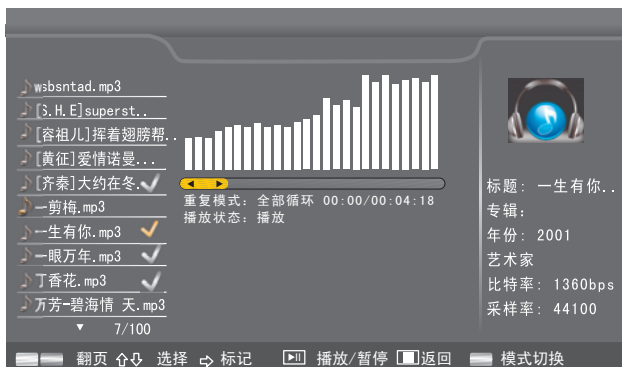 wsbsntad.mp3
[S.H.E]superst..
[容祖儿]挥着翅膀帮..
[黄征]爱情诺曼...
[齐秦]大约在冬.
一剪梅.mp3
一生有你.mp3
一眼万年.mp3
丁香花.mp3
万芳-碧海情 天.mp3
7/100
重复模式: 全部循环 00:00/00:04:18
播放状态: 播放
标题: 一生有你..
专辑:
年份: 2001
艺术家
比特率: 1360bps
采样率: 44100
翻页 选择 标记 播放/暂停 返回 模式切换